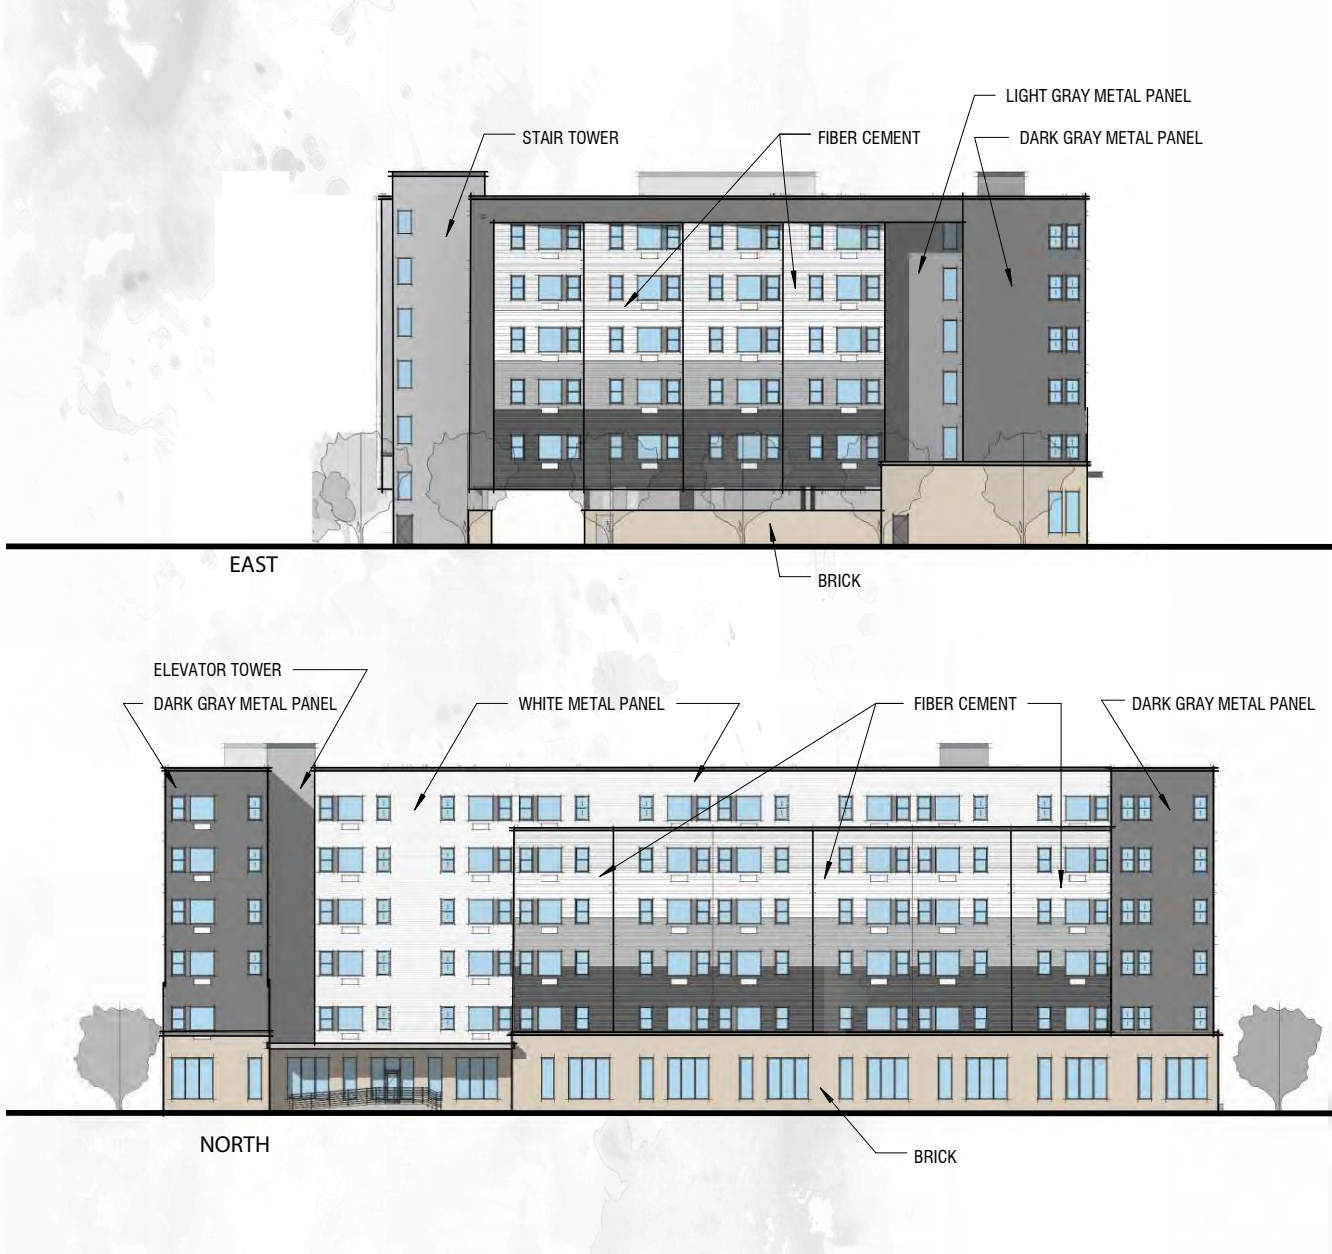 LIGHT GRAY METAL PANEL
STAIR TOWER
FIBER CEMENT
DARK GRAY METAL PANEL
EAST
BRICK
ELEVATOR TOWER
DARK GRAY METAL PANEL
WHITE METAL PANEL
FIBER CEMENT
DARK GRAY METAL PANEL
NORTH
BRICK